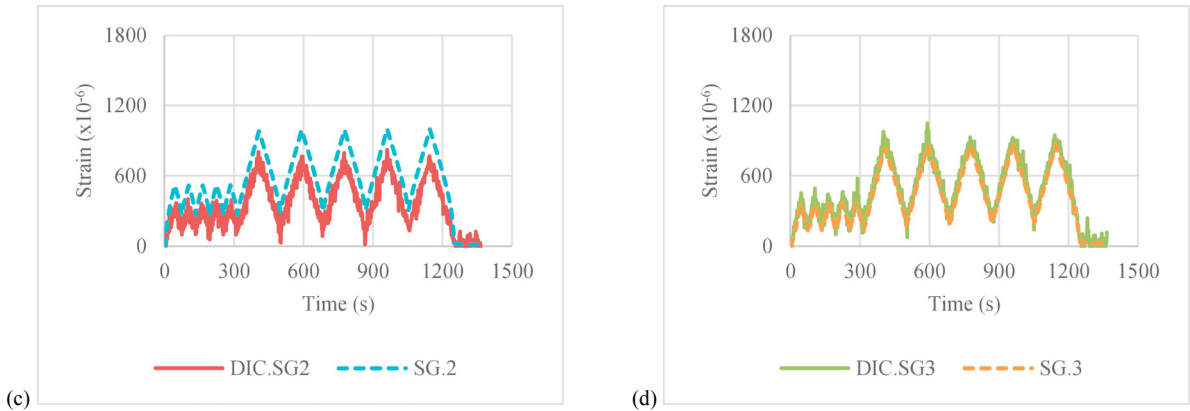 1800
1200
600
0
Strain (x10⁻⁶)
0 300 600 900 1200 1500
Time (s)
DIC.SG2 SG.2
(c)
1800
1200
600
0
Strain (x10⁻⁶)
0 300 600 900 1200 1500
Time (s)
DIC.SG3 SG.3
(d)